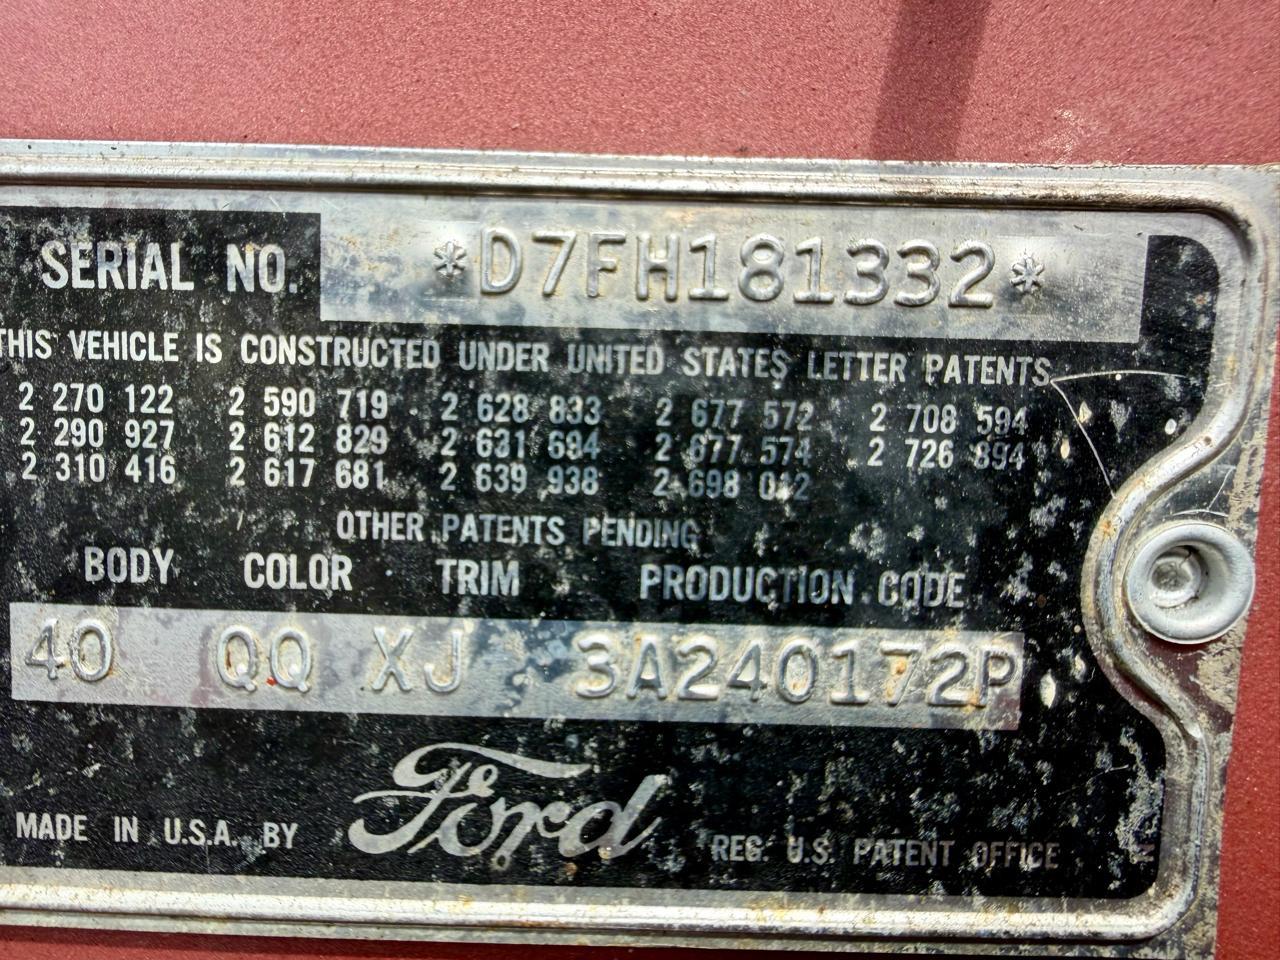 SERIAL NO. *D7FH181332*
THIS VEHICLE IS CONSTRUCTED UNDER UNITED STATES LETTER PATENTS
2 270 122 2 590 719 2 628 833 2 677 572 2 708 594
2 290 927 2 612 829 2 631 694 2 677 574 2 726 894
2 310 416 2 617 681 2 639 938 2 698 012
OTHER PATENTS PENDING
BODY COLOR TRIM PRODUCTION CODE
40 QQ XJ 3A240172P
MADE IN U.S.A. BY Ford REG. U.S. PATENT OFFICE